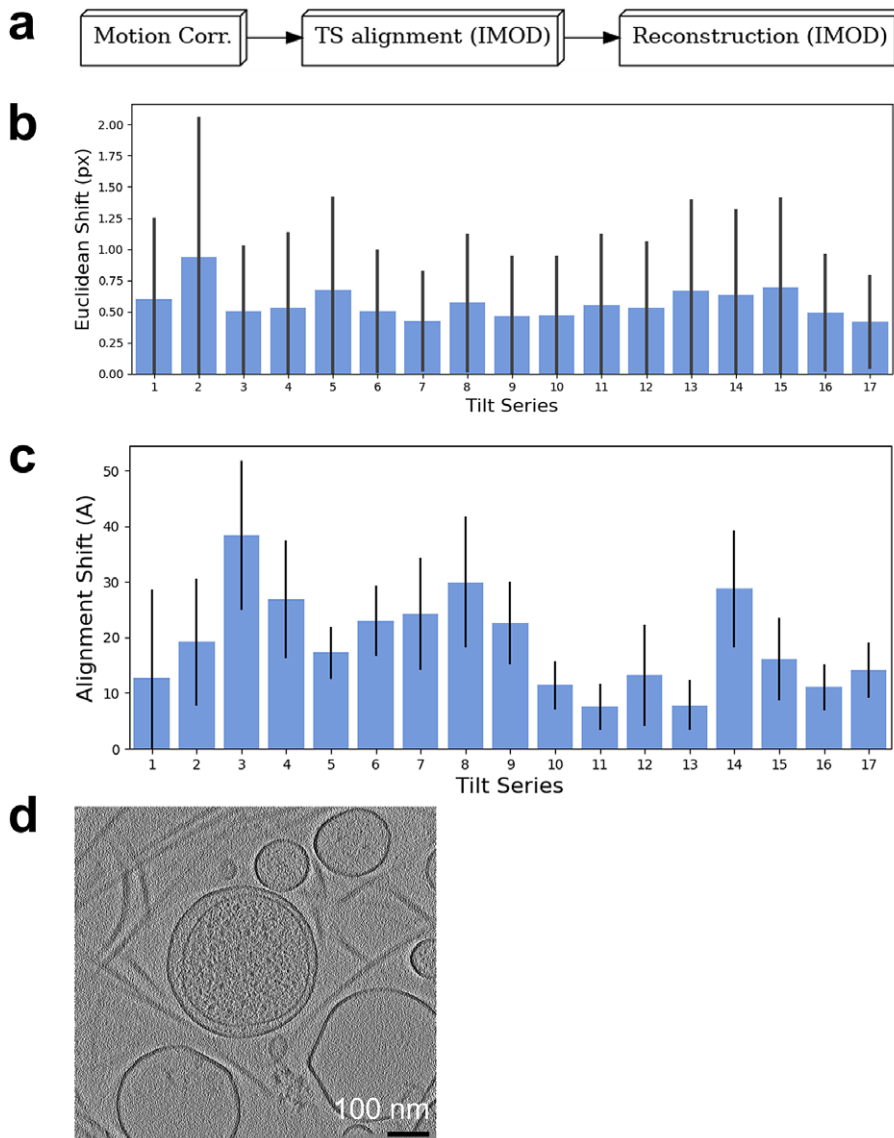 a
Motion Corr.
TS alignment (IMOD)
Reconstruction (IMOD)
b
Euclidean Shift (px)
2.00
1.75
1.50
1.25
1.00
0.75
0.50
0.25
0.00
1 2 3 4 5 6 7 8 9 10 11 12 13 14 15 16 17
Tilt Series
c
Alignment Shift (A)
50
40
30
20
10
0
1 2 3 4 5 6 7 8 9 10 11 12 13 14 15 16 17
Tilt Series
d
100 nm